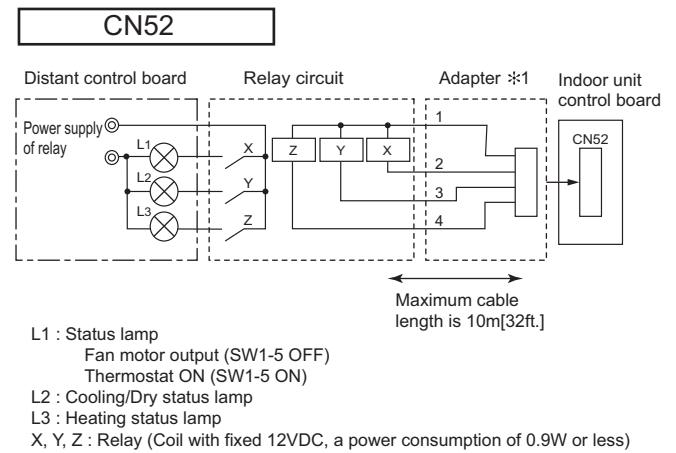 CN52
Distant control board
Relay circuit
Adapter ※1
Indoor unit
control board
Power supply
of relay
L1
L2
L3
X
Y
Z
Z
Y
X
1
2
3
4
CN52
Maximum cable
length is 10m[32ft.]
L1 : Status lamp
Fan motor output (SW1-5 OFF)
Thermostat ON (SW1-5 ON)
L2 : Cooling/Dry status lamp
L3 : Heating status lamp
X, Y, Z : Relay (Coil with fixed 12VDC, a power consumption of 0.9W or less)